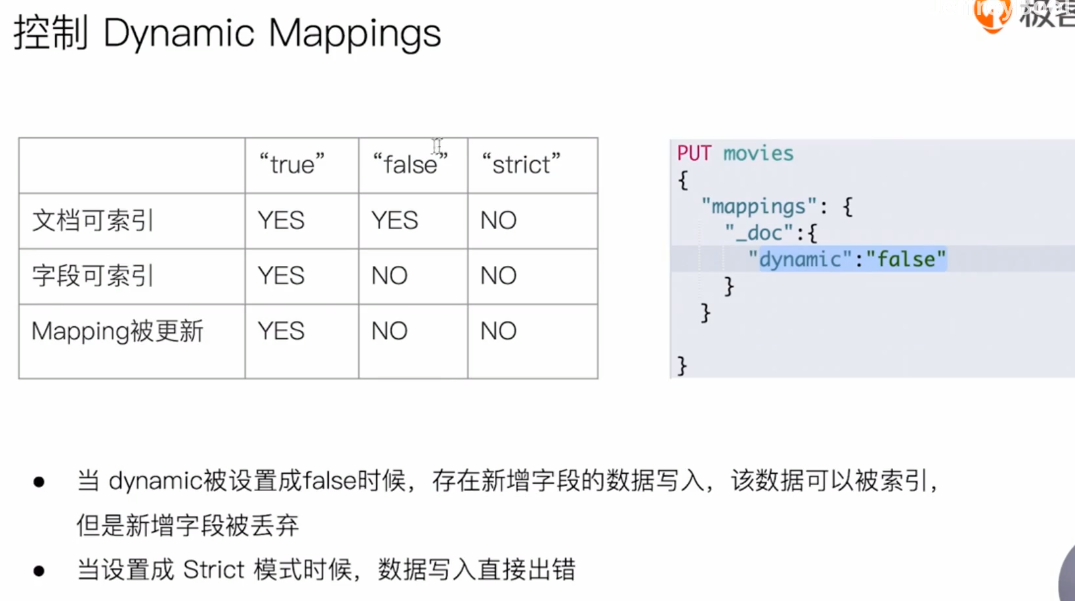 控制 Dynamic Mappings
“true” “false” “strict”
文档可索引 YES YES NO
字段可索引 YES NO NO
Mapping被更新 YES NO NO
PUT movies
{
"mappings": {
"_doc":{
"dynamic":"false"
}
}
}
● 当 dynamic被设置成false时候，存在新增字段的数据写入，该数据可以被索引，
但是新增字段被丢弃
● 当设置成 Strict 模式时候，数据写入直接出错